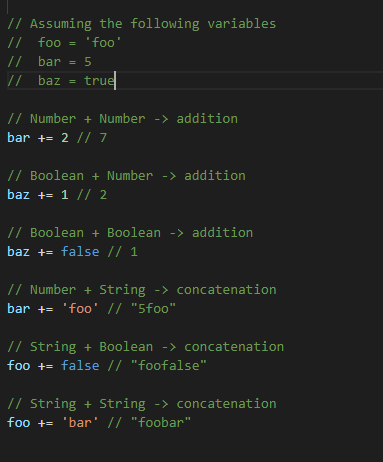 // Assuming the following variables
//  foo = 'foo'
//  bar = 5
//  baz = true
// Number + Number -> addition
bar += 2 // 7
// Boolean + Number -> addition
baz += 1 // 2
// Boolean + Boolean -> addition
baz += false // 1
// Number + String -> concatenation
bar += 'foo' // "5foo"
// String + Boolean -> concatenation
foo += false // "foofalse"
// String + String -> concatenation
foo += 'bar' // "foobar"